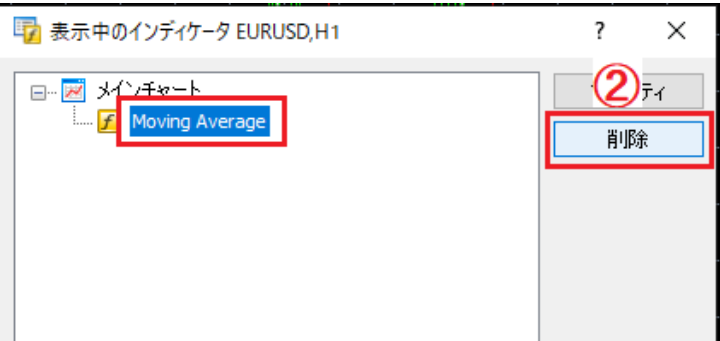 表示中のインディケータ EURUSD,H1
?
メインチャート
②
ティ
Moving Average
削除